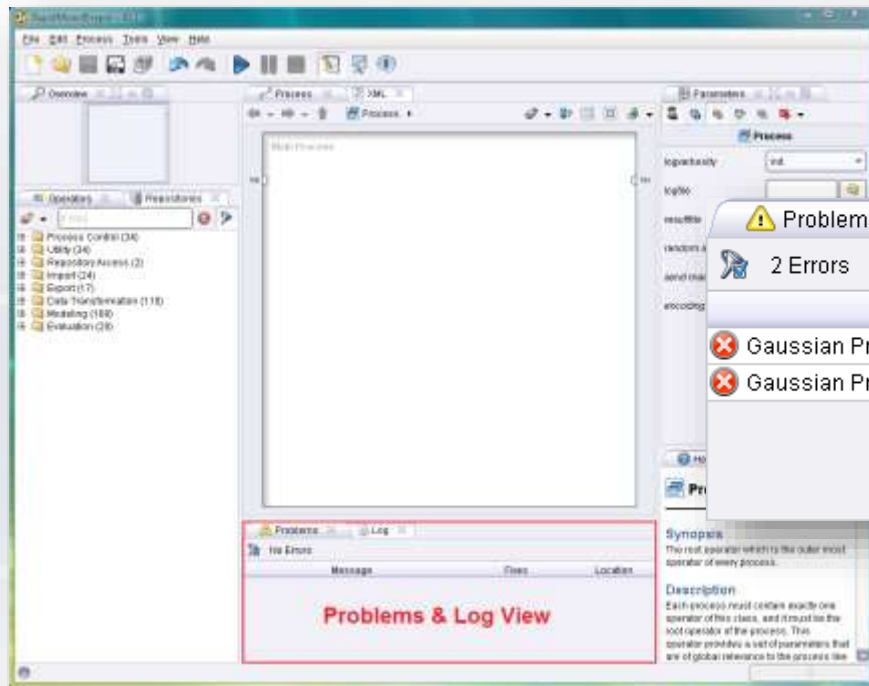 File Edit Process Tools View Help
Overview
Process
XML
Parameters
Process
Process
Main Process
logverbosity
init
logfile
resultfile
Operators
Repositories
Process Control (34)
Utility (34)
Repository Access (2)
Import (24)
Export (17)
Data Transformation (118)
Modeling
Evaluation (28)
encoding
Problem
2 Errors
Gaussian Pr
Gaussian Pr
Problems
Log
No Errors
Message
Fixes
Location
Problems & Log View
Pr
Synopsis
The root operator which is the outer most
operator of every process.
Description
Each process must contain exactly one
operator of this class, and it must be the
root operator of the process. This
operator provides a set of parameters that
are of global relevance to the process like